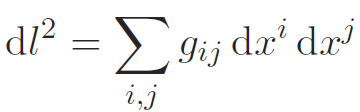 dl² = ∑_{i,j} g_{ij} dx^i dx^j